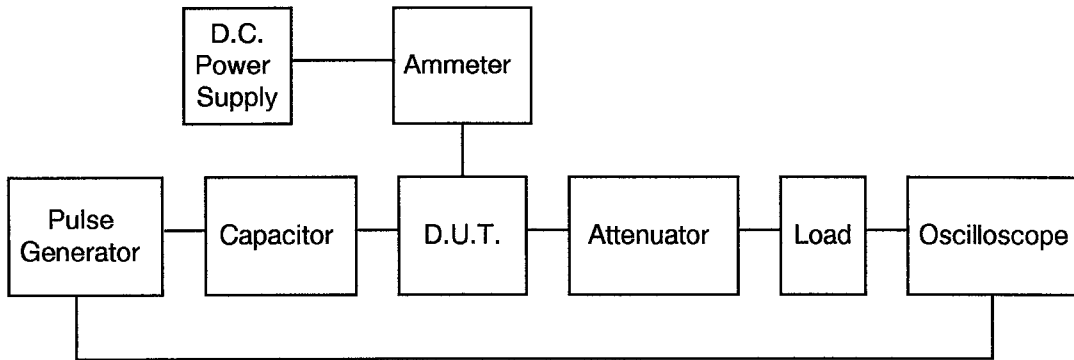 D.C.
Power
Supply
Ammeter
Pulse
Generator
Capacitor
D.U.T.
Attenuator
Load
Oscilloscope